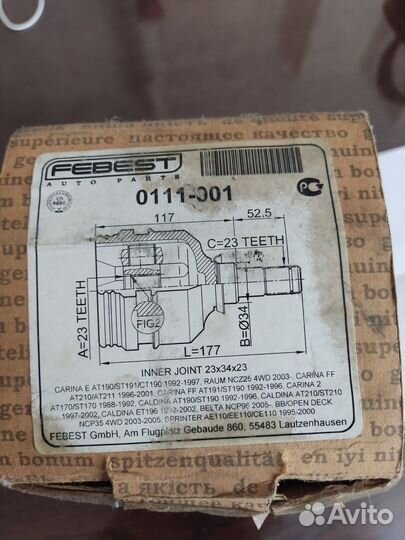 supérieure настоящее качество
FEBEST
AUTO PARTS
0111-001
117
52.5
C=23 TEETH
A=23 TEETH
FIG2
B=Ø34
L=177
INNER JOINT 23x34x23
CARINA E AT190/ST191/CT190 1992-1997, RAUM NCZ25 4WD 2003-, CARINA FF
AT210/AT211 1996-2001, CARINA FF AT191/ST190 1992-1996, CARINA 2
AT170/ST170 1988-1992, CALDINA AT190/ST190 1992-1996, CALDINA AT210/ST210
1997-2002, CALDINA ET196 1992-2002, BELTA NCP96 2005-, BB/OPEN DECK
NCP35 4WD 2003-2005, SPRINTER AE110/EE110/CE110 1995-2000
FEBEST GmbH, Am Flugplatz Gebaude 860, 55483 Lautzenhausen
n bonum spitzenqualität en iyi ni
а якість de
Avito